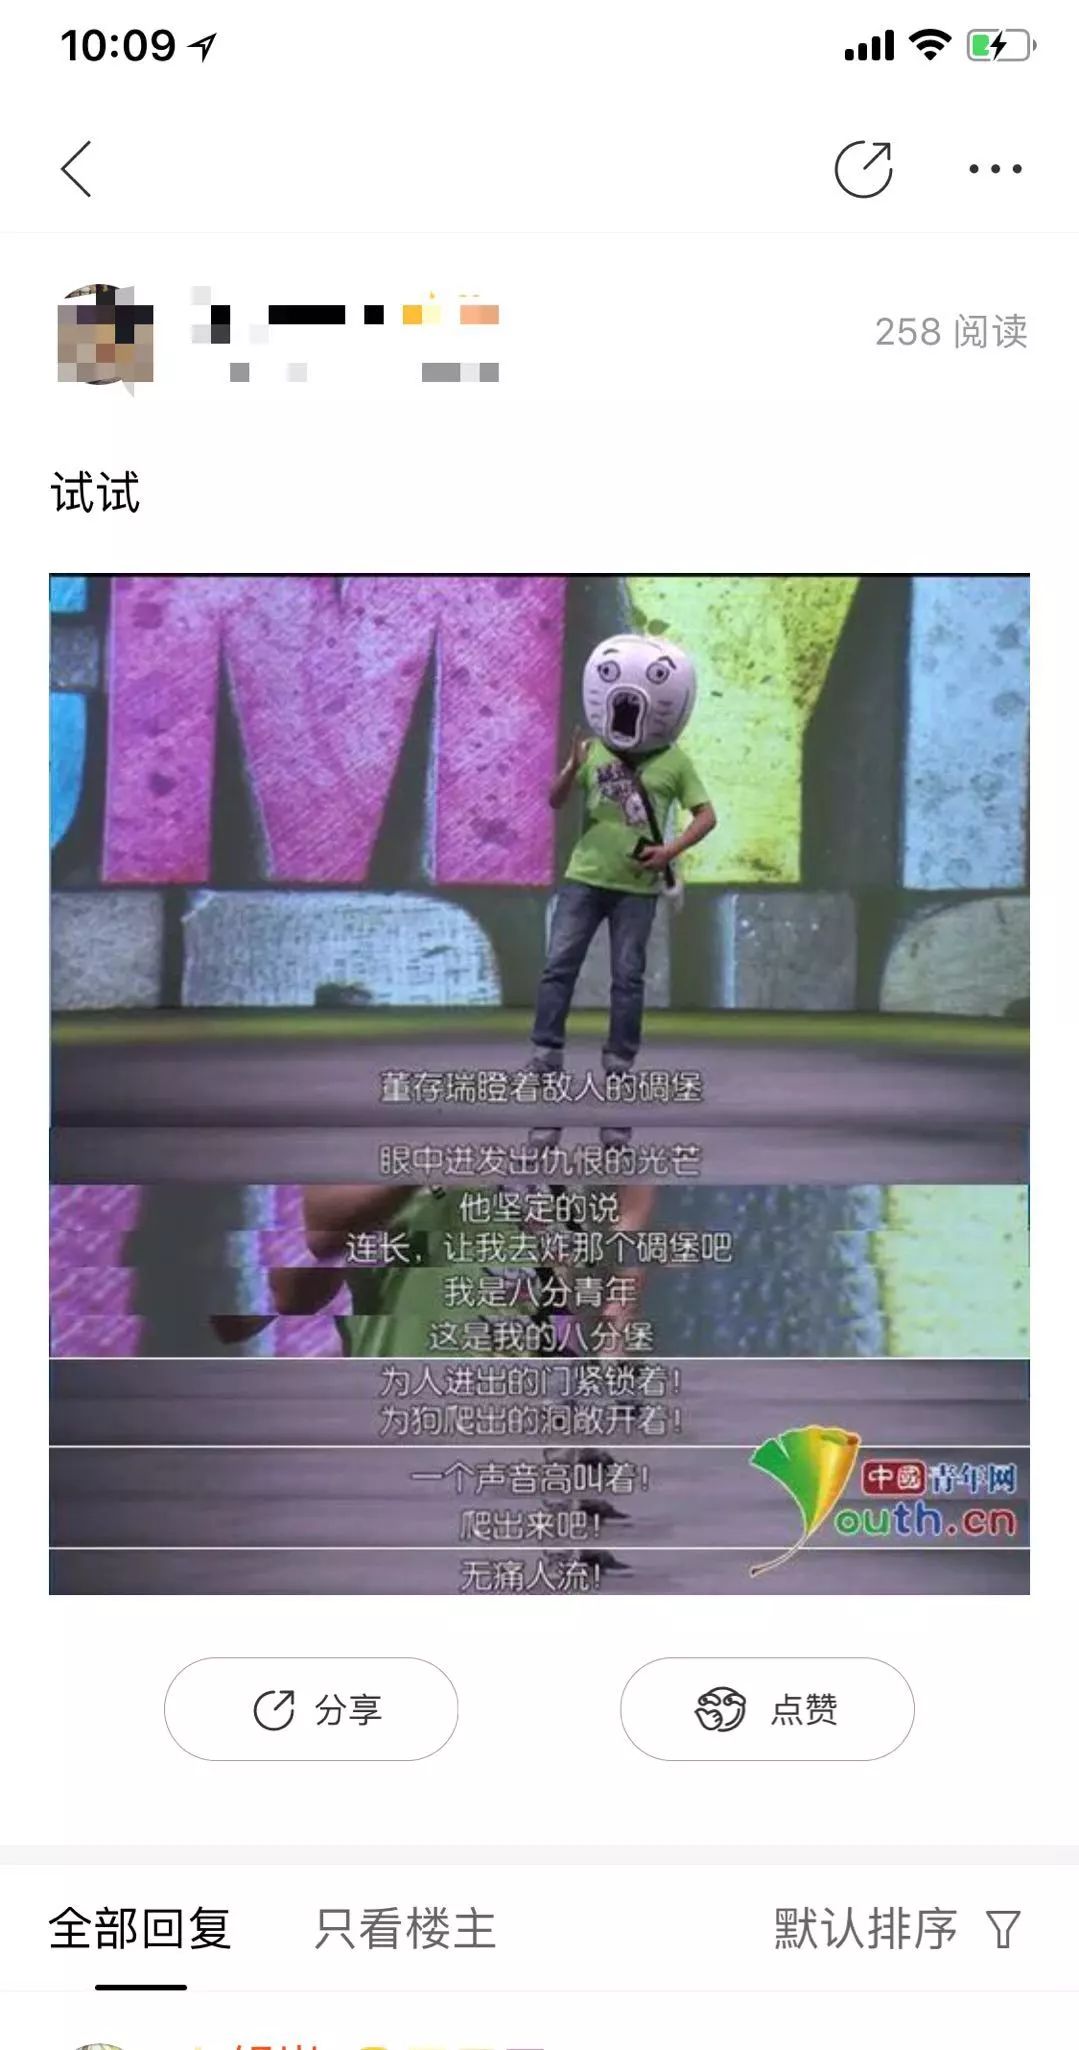 10:09
258 阅读
试试
MY
董存瑞瞪着敌人的碉堡
眼中迸发出仇恨的光芒
他坚定的说
连长，让我去炸那个碉堡吧
我是八分青年
这是我的八分堡
为人进出的门紧锁着！
为狗爬出的洞敞开着！
一个声音高叫着！
爬出来吧！
无痛人流！
中國青年网
Youth.cn
分享
点赞
全部回复
只看楼主
默认排序